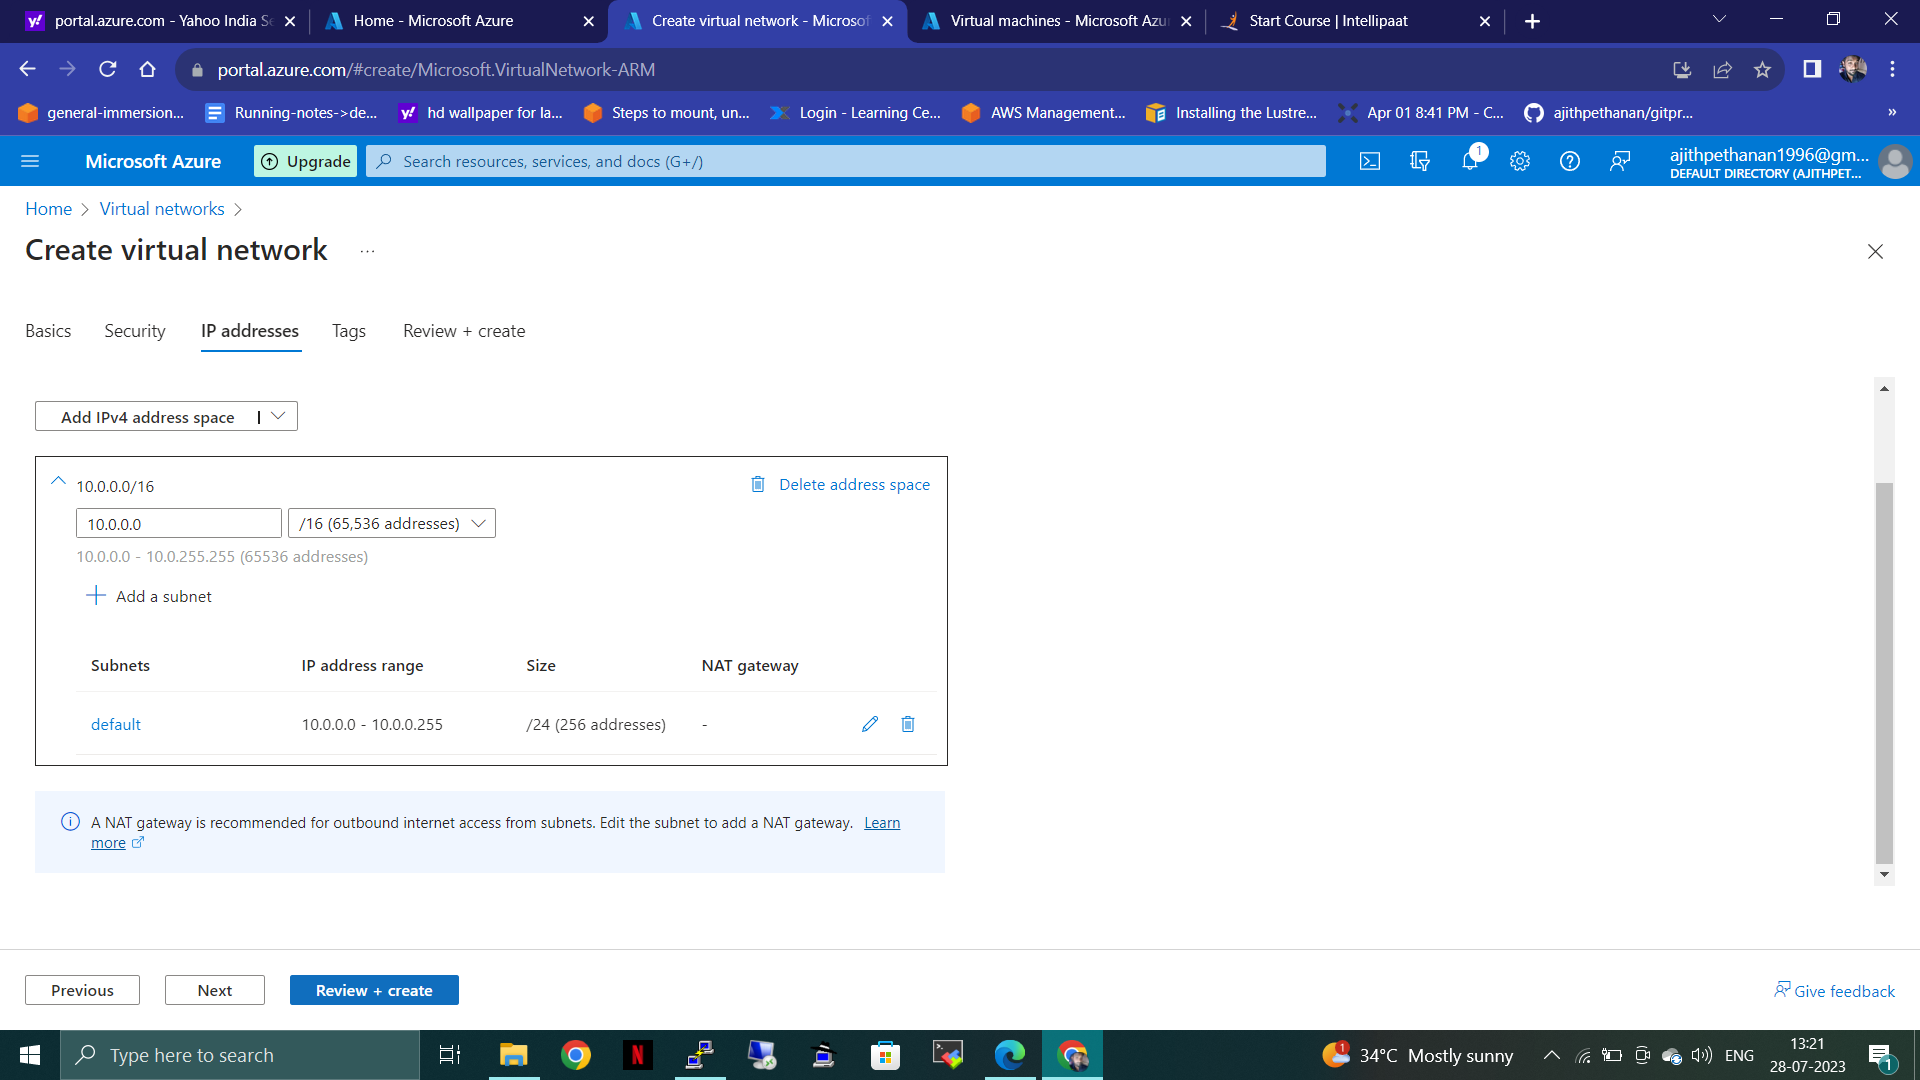 portal.azure.com - Yahoo India Se
Home - Microsoft Azure
Create virtual network - Microsof
Virtual machines - Microsoft Azu
Start Course | Intellipaat
portal.azure.com/#create/Microsoft.VirtualNetwork-ARM
general-immersion...
Running-notes->de...
hd wallpaper for la...
Steps to mount, un...
Login - Learning Ce...
AWS Management...
Installing the Lustre...
Apr 01 8:41 PM - C...
ajithpethanan/gitpr...
»
Microsoft Azure
Upgrade
Search resources, services, and docs (G+/)
1
ajithpethanan1996@gm...
DEFAULT DIRECTORY (AJITHPET...
Home > Virtual networks >
Create virtual network ...
Basics
Security
IP addresses
Tags
Review + create
Add IPv4 address space
10.0.0.0/16
Delete address space
10.0.0.0
/16 (65,536 addresses)
10.0.0.0 - 10.0.255.255 (65536 addresses)
Add a subnet
Subnets IP address range Size NAT gateway
default 10.0.0.0 - 10.0.0.255 /24 (256 addresses) -
A NAT gateway is recommended for outbound internet access from subnets. Edit the subnet to add a NAT gateway. Learn
more
Previous
Next
Review + create
Give feedback
Type here to search
1
34°C Mostly sunny
ENG
13:21
28-07-2023
1